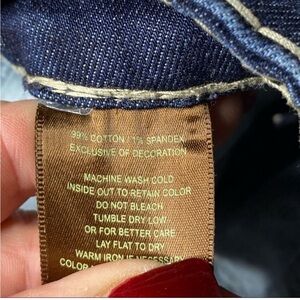 99% COTTON 1% SPANDEX
EXCLUSIVE OF DECORATION
MACHINE WASH COLD
INSIDE OUT TO RETAIN COLOR
DO NOT BLEACH
TUMBLE DRY LOW
OR FOR BETTER CARE
LAY FLAT TO DRY
WARM IRON IF NECESSARY
COLOR